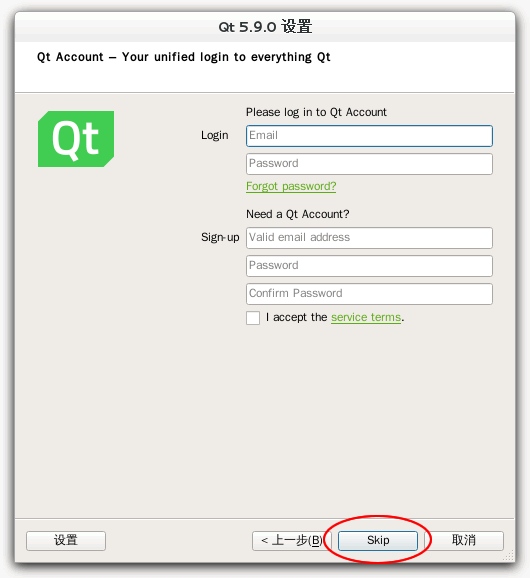 Qt 5.9.0 设置
Qt Account – Your unified login to everything Qt
Qt
Please log in to Qt Account
Login Email
Password
Forgot password?
Need a Qt Account?
Sign-up Valid email address
Password
Confirm Password
I accept the service terms.
设置 < 上一步(B) Skip 取消